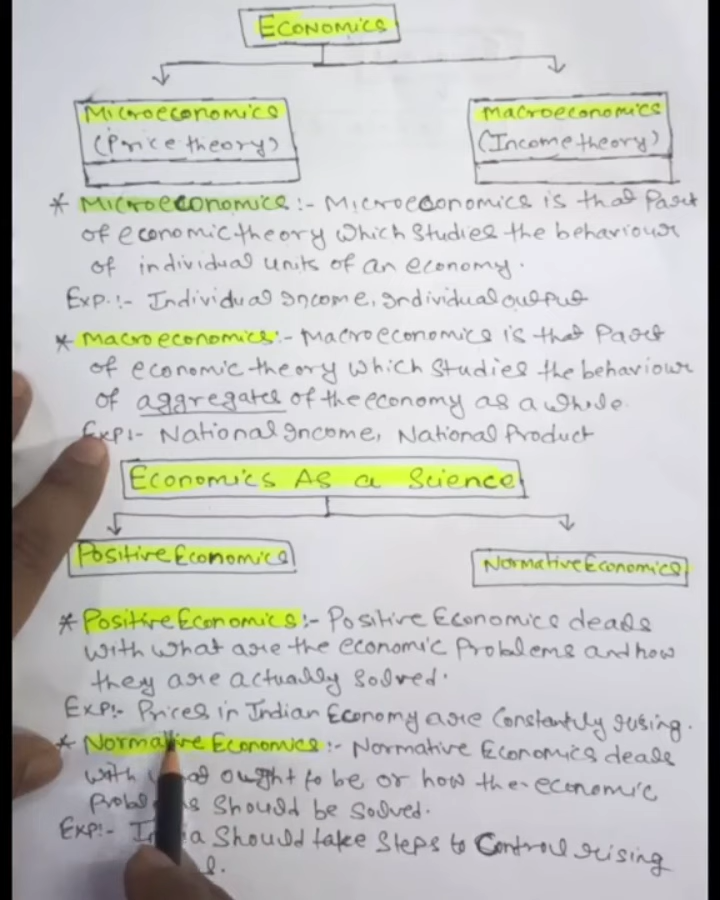 Economics
Microeconomics
(Price theory)
Macroeconomics
(Income theory)
* Microeconomics :- Microeconomics is that Part
of economic theory which studies the behaviour
of individual units of an economy.
Exp.:- Individual Income, Individual output
* Macroeconomics:- Macroeconomics is that Part
of economic theory which studies the behaviour
of aggregates of the economy as a whole.
Exp:- National Income, National Product
Economics As a Science
Positive Economics
Normative Economics
* Positive Economics:- Positive Economics deals
with what are the economic Problems and how
they are actually solved.
Exp:- Prices in Indian Economy are Constantly rising.
* Normative Economics:- Normative Economics deals
with ought to be or how the economic
should be solved.
Exp:- should take steps to Control rising